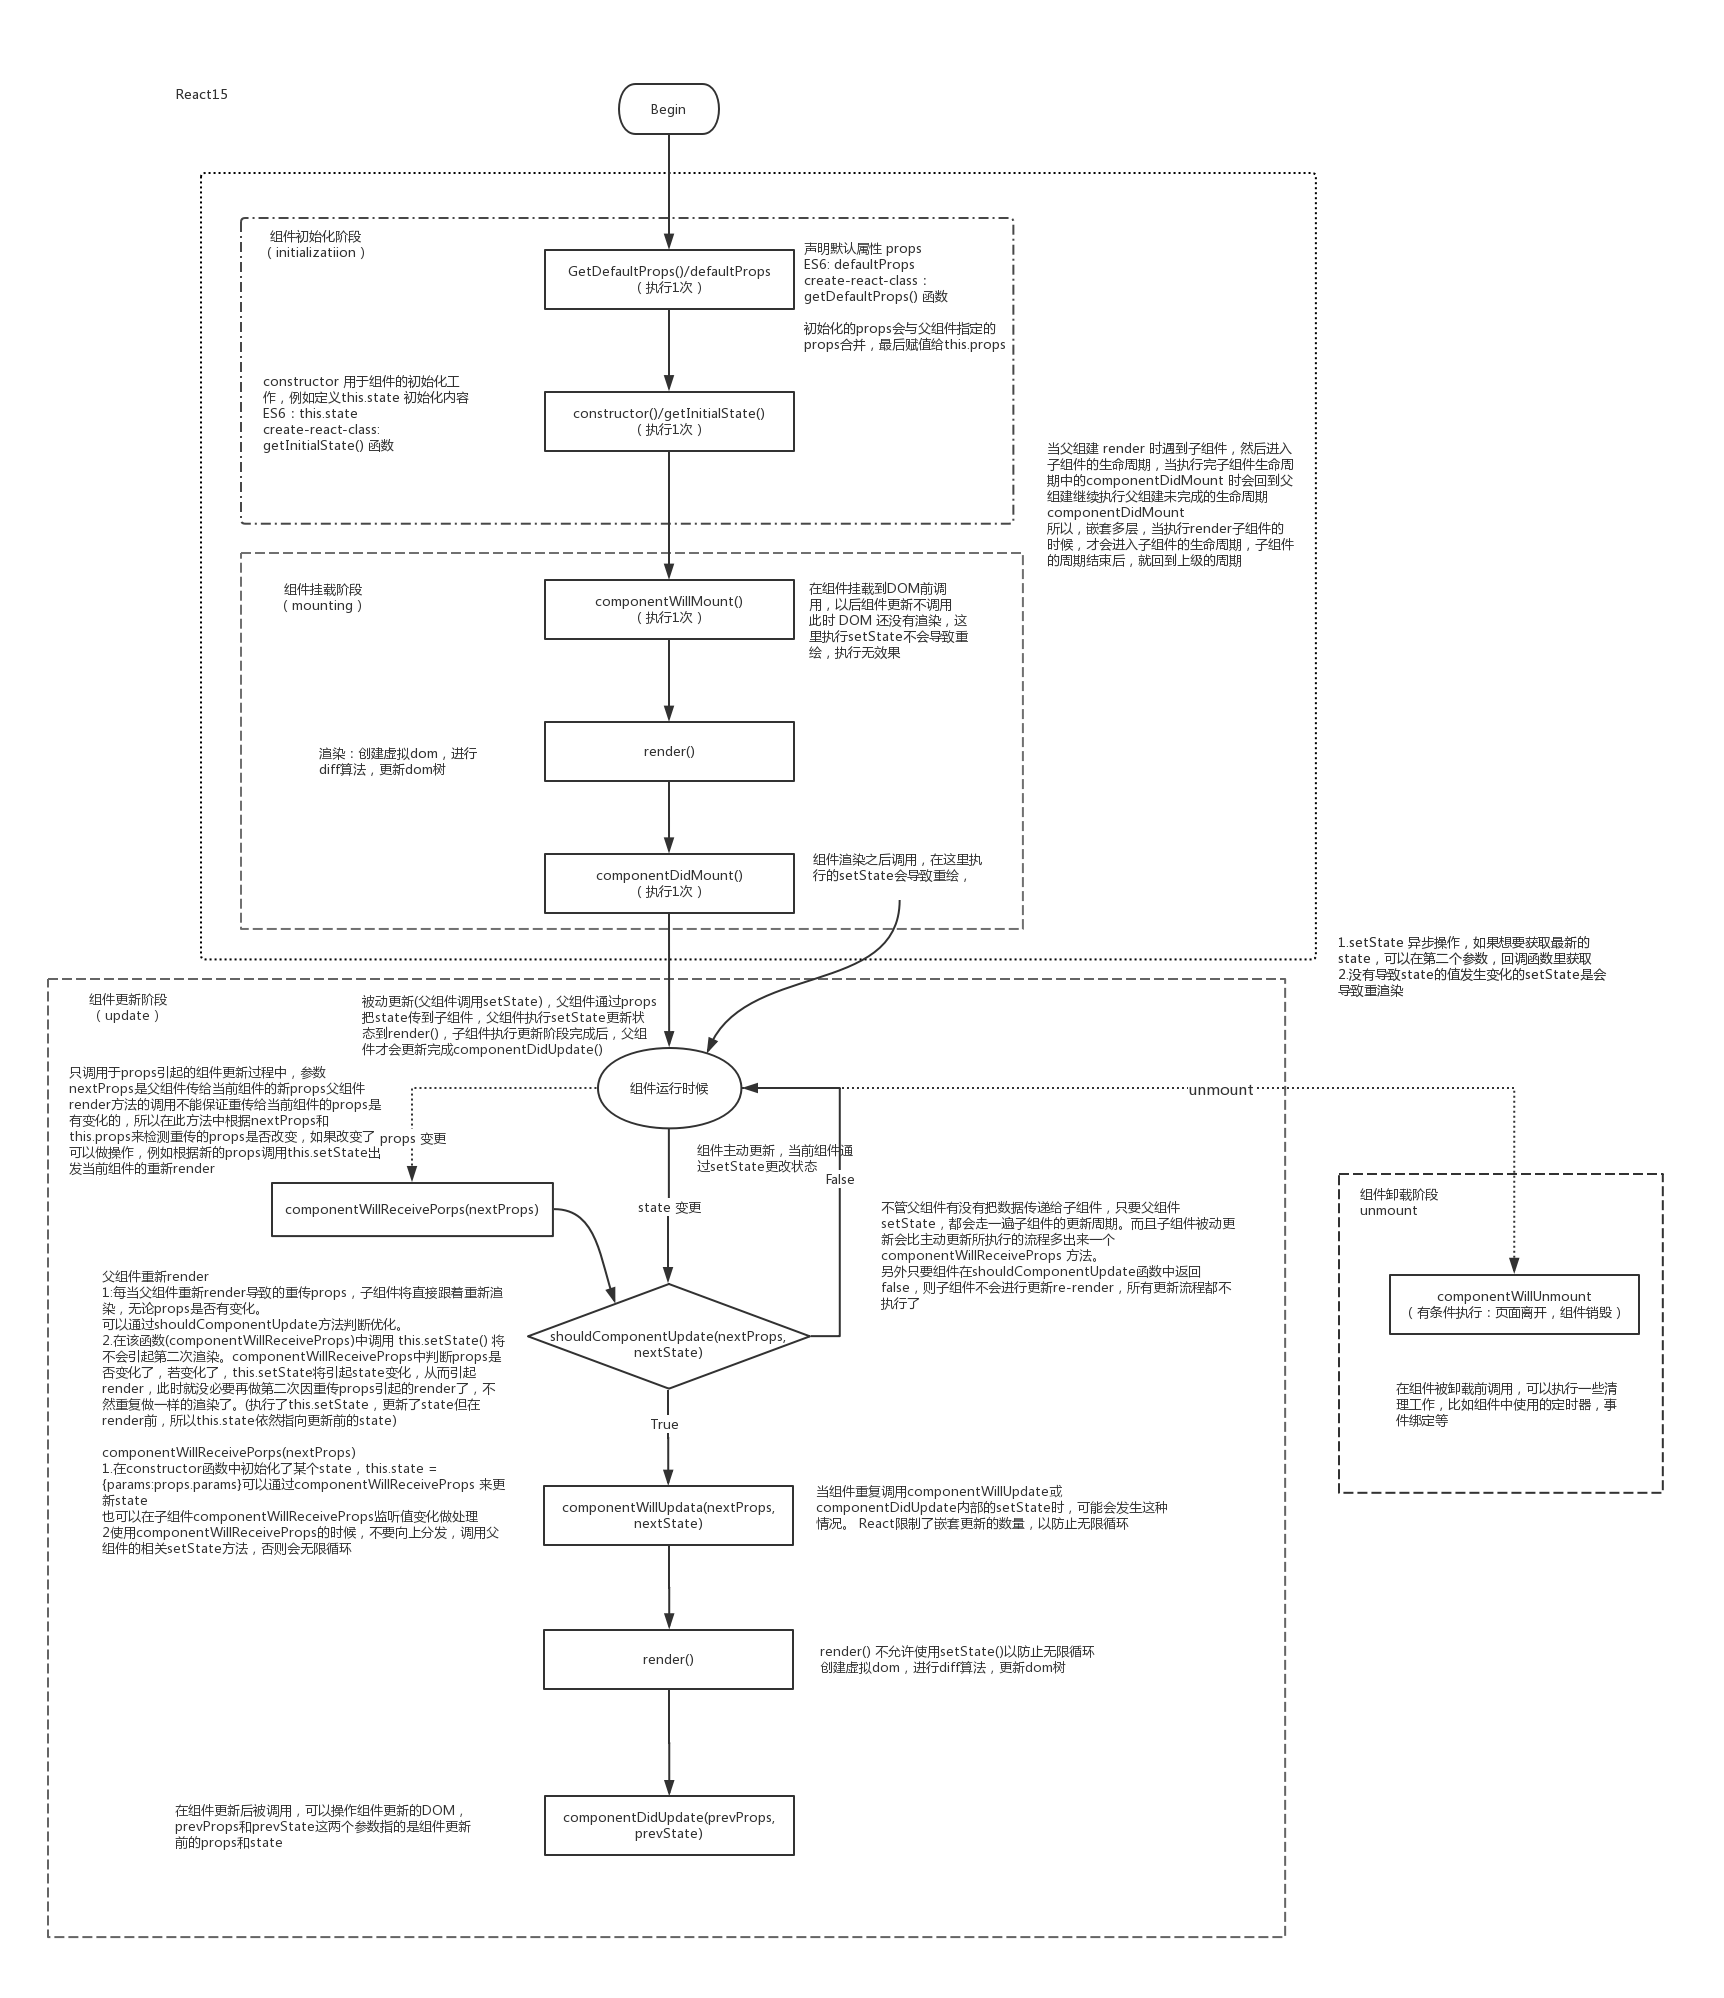 React15
Begin
组件初始化阶段
（ initializatiion ）
GetDefaultProps()/defaultProps
（ 执行1次 ）
声明默认属性 props
ES6: defaultProps
create-react-class：
getDefaultProps() 函数
初始化的props会与父组件指定的
props合并，最后赋值给this.props
constructor 用于组件的初始化工
作，例如定义this.state 初始化内容
ES6：this.state
create-react-class:
getInitialState() 函数
constructor()/getInitialState()
（ 执行1次 ）
当父组建 render 时遇到子组件，然后进入
子组件的生命周期，当执行完子组件生命周
期中的componentDidMount 时会回到父
组建继续执行父组建未完成的生命周期
componentDidMount
所以，嵌套多层，当执行render子组件的
时候，才会进入子组件的生命周期，子组件
的周期结束后，就回到上级的周期
组件挂载阶段
（ mounting ）
componentWillMount()
（ 执行1次 ）
在组件挂载到DOM前调
用，以后组件更新不调用
此时 DOM 还没有渲染，这
里执行setState不会导致重
绘，执行无效果
渲染：创建虚拟dom，进行
diff算法，更新dom树
render()
componentDidMount()
（ 执行1次 ）
组件渲染之后调用，在这里执
行的setState会导致重绘，
1.setState 异步操作，如果想要获取最新的
state，可以在第二个参数，回调函数里获取
2.没有导致state的值发生变化的setState是会
导致重渲染
组件更新阶段
（ update ）
被动更新(父组件调用setState)，父组件通过props
把state传到子组件，父组件执行setState更新状
态到render()，子组件执行更新阶段完成后，父组
件才会更新完成componentDidUpdate()
只调用于props引起的组件更新过程中，参数
nextProps是父组件传给当前组件的新props父组件
render方法的调用不能保证重传给当前组件的props是
有变化的，所以在此方法中根据nextProps和
this.props来检测重传的props是否改变，如果改变了
可以做操作，例如根据新的props调用this.setState出
发当前组件的重新render
组件运行时候
unmount
props 变更
组件主动更新，当前组件通
过setState更改状态
False
state 变更
componentWillReceivePorps(nextProps)
不管父组件有没有把数据传递给子组件，只要父组件
setState，都会走一遍子组件的更新周期。而且子组件被动更
新会比主动更新所执行的流程多出来一个
componentWillReceiveProps 方法。
另外只要组件在shouldComponentUpdate函数中返回
false，则子组件不会进行更新re-render，所有更新流程都不
执行了
组件卸载阶段
unmount
componentWillUnmount
（ 有条件执行：页面离开，组件销毁 ）
在组件被卸载前调用，可以执行一些清
理工作，比如组件中使用的定时器，事
件绑定等
父组件重新render
1:每当父组件重新render导致的重传props，子组件将直接跟着重新渲
染，无论props是否有变化。
可以通过shouldComponentUpdate方法判断优化。
2.在该函数(componentWillReceiveProps)中调用 this.setState() 将
不会引起第二次渲染。componentWillReceiveProps中判断props是
否变化了，若变化了，this.setState将引起state变化，从而引起
render，此时就没必要再做第二次因重传props引起的render了，不
然重复做一样的渲染了。(执行了this.setState，更新了state但在
render前，所以this.state依然指向更新前的state)
componentWillReceivePorps(nextProps)
1.在constructor函数中初始化了某个state，this.state =
{params:props.params}可以通过componentWillReceiveProps 来更
新state
也可以在子组件componentWillReceiveProps监听值变化做处理
2使用componentWillReceiveProps的时候，不要向上分发，调用父
组件的相关setState方法，否则会无限循环
shouldComponentUpdate(nextProps,
nextState)
True
componentWillUpdata(nextProps,
nextState)
当组件重复调用componentWillUpdate或
componentDidUpdate内部的setState时，可能会发生这种
情况。 React限制了嵌套更新的数量，以防止无限循环
render()
render() 不允许使用setState()以防止无限循环
创建虚拟dom，进行diff算法，更新dom树
在组件更新后被调用，可以操作组件更新的DOM，
prevProps和prevState这两个参数指的是组件更新
前的props和state
componentDidUpdate(prevProps,
prevState)